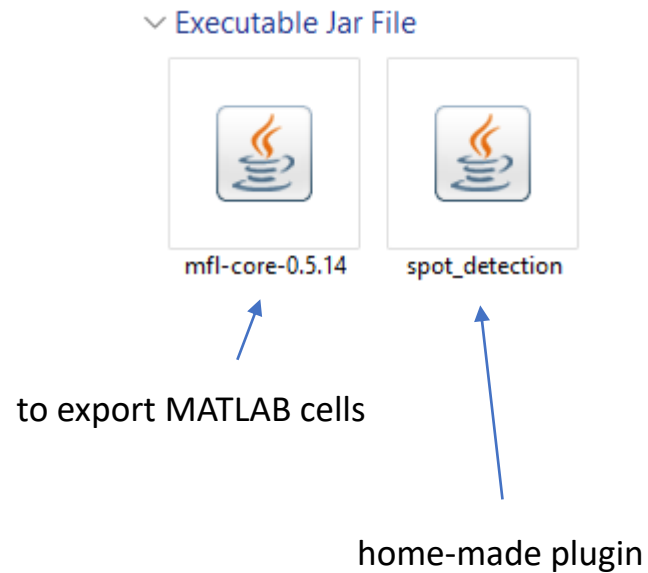 Executable Jar File
mfl-core-0.5.14
spot_detection
to export MATLAB cells
home-made plugin